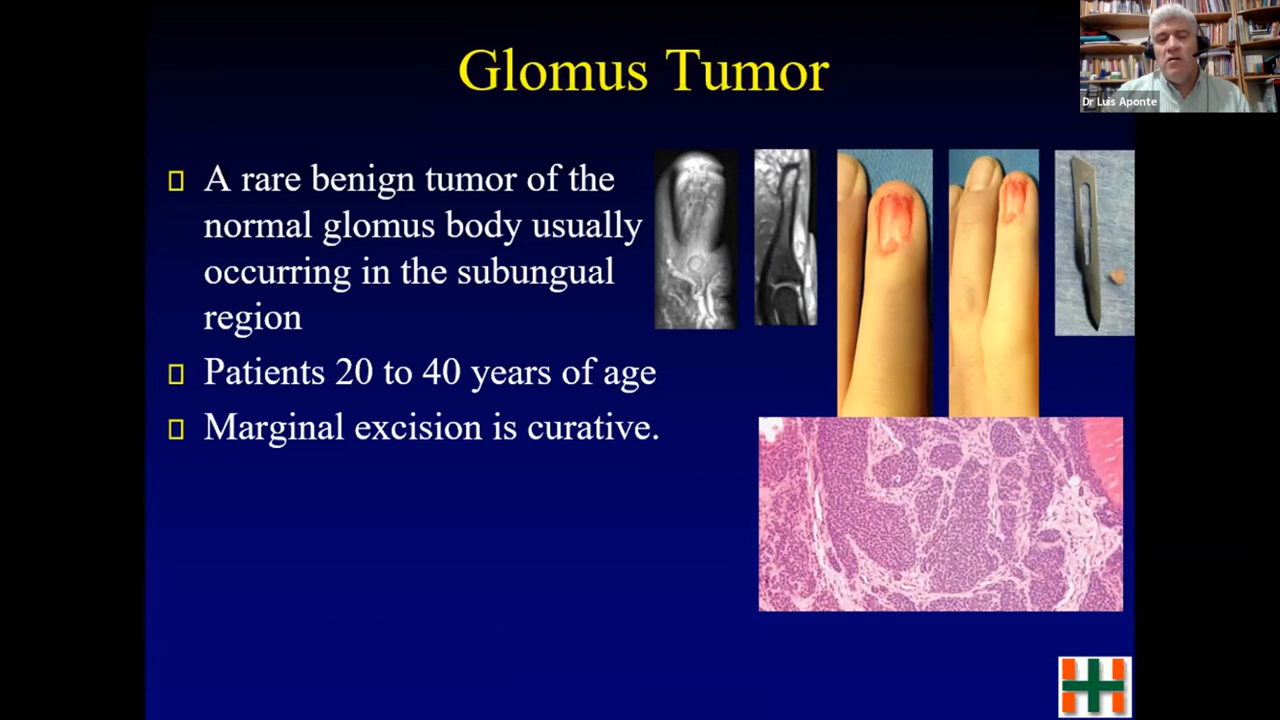 Glomus Tumor
Dr Luis Aponte
A rare benign tumor of the
normal glomus body usually
occurring in the subungual
region
Patients 20 to 40 years of age
Marginal excision is curative.